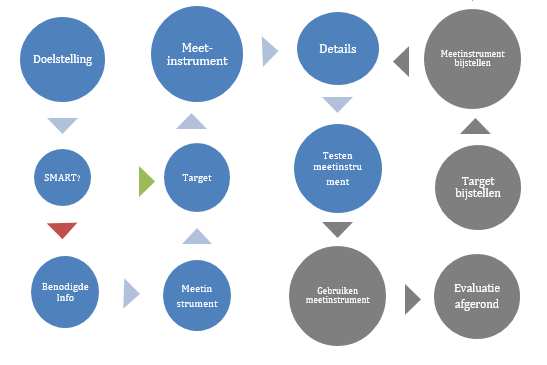 Doelstelling
SMART?
Benodigde
Info
Meetin
strument
Target
Meet-
instrument
Details
Testen
meetinstru
ment
Gebruiken
meetinstrument
Evaluatie
afgerond
Target
bijstellen
Meetinstrument
bijstellen